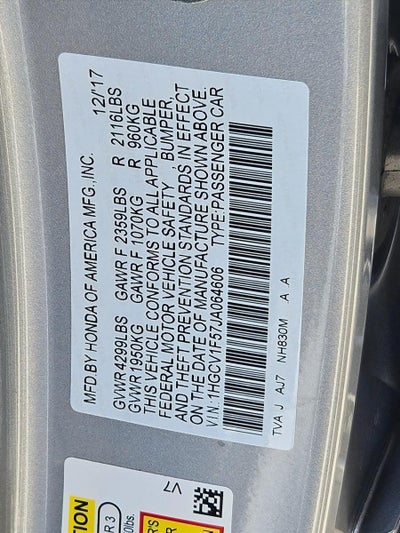 MFD.BY HONDA OF AMERICA MFG.,INC. 12/17
GVWR 4299LBS GAWR F 2359LBS R 2116LBS
GVWR 1950KG GAWR F 1070KG R 960KG
THIS VEHICLE CONFORMS TO ALL APPLICABLE
FEDERAL MOTOR VEHICLE SAFETY , BUMPER,
AND THEFT PREVENTION STANDARDS IN EFFECT
ON THE DATE OF MANUFACTURE SHOWN ABOVE.
V I N : 1HGCV1F57JA064606 TYPE:PASSENGER CAR
TVA J AJ7 NH830M A A
V7
R 3
0lbs.